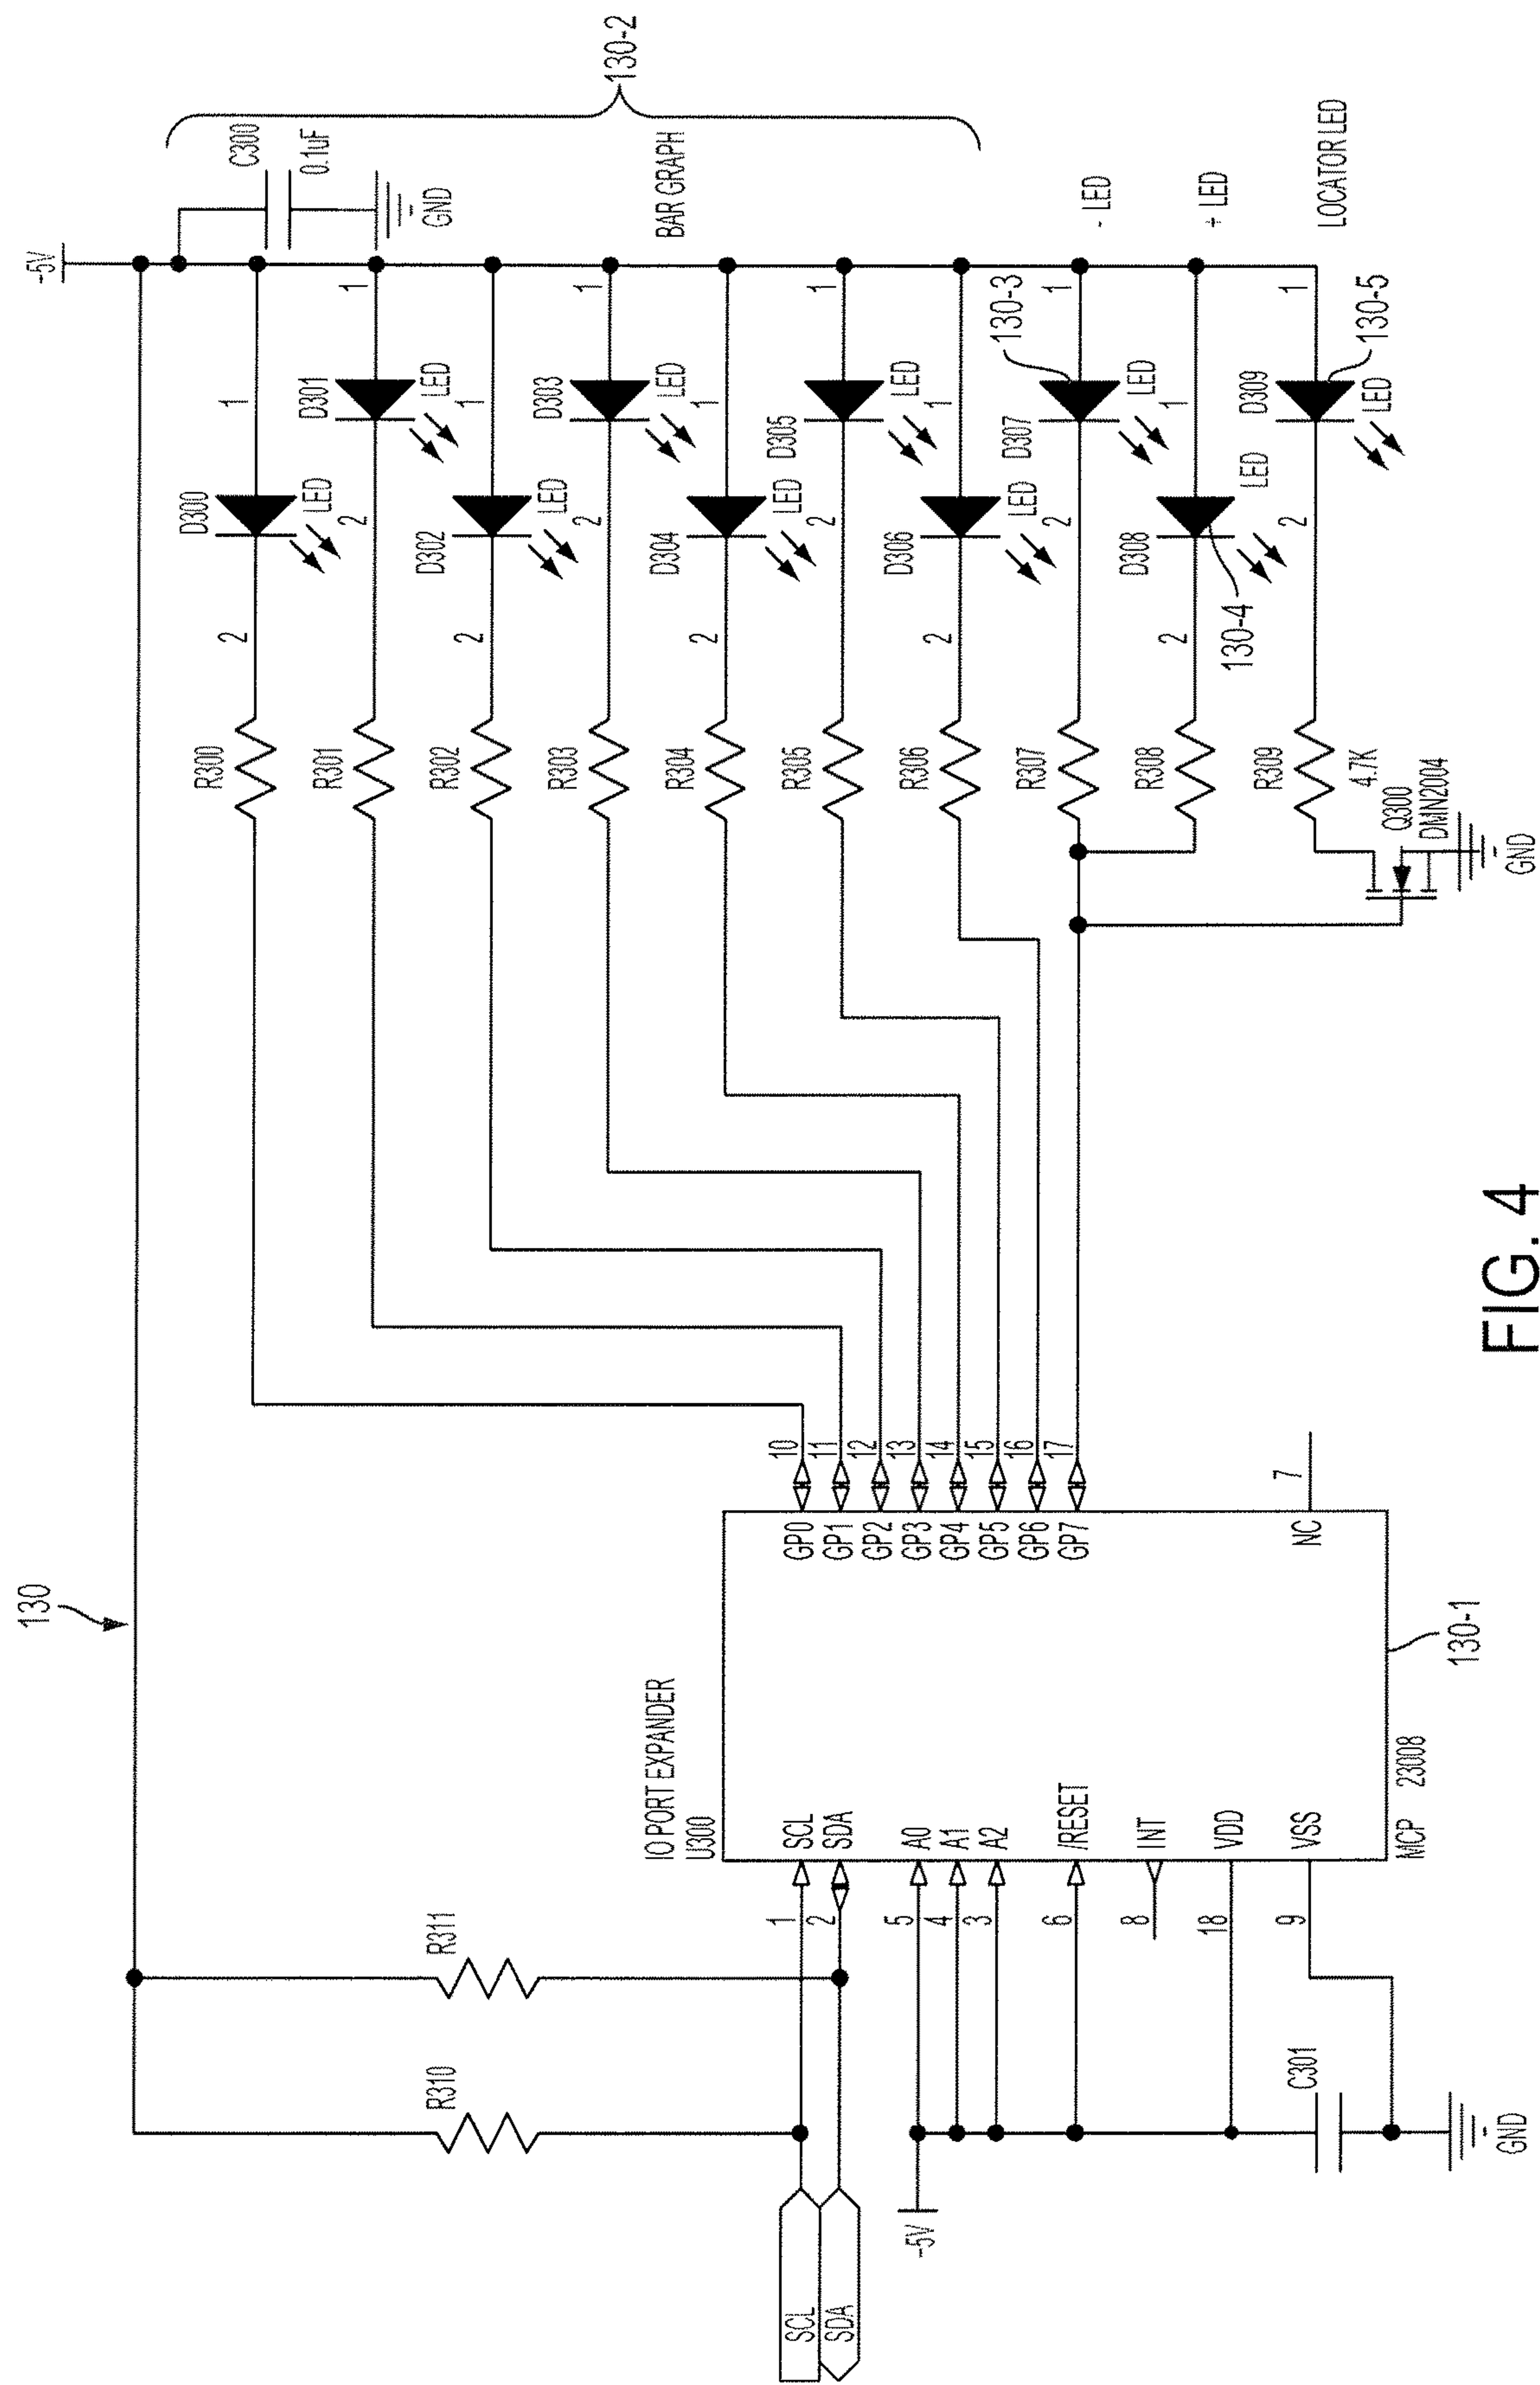 130
–5V
C300
0.1uF
GND
130-2
BAR GRAPH
- LED
+ LED
LOCATOR LED
R300
2
D300
1
LED
R301
2
D301
1
LED
R302
2
D302
1
LED
R303
2
D303
1
LED
R304
2
D304
1
LED
R305
2
D305
1
LED
R306
2
D306
1
LED
R307
2
D307
1
LED
130-3
R308
2
D308
1
LED
130-4
R309
4.7K
2
D309
1
LED
130-5
Q300
DMN2004
GND
R310
R311
IO PORT EXPANDER
U300
SCL
SDA
1 SCL
2 SDA
5 A0
4 A1
3 A2
6 /RESET
8 INT
18 VDD
9 VSS
GP0 10
GP1 11
GP2 12
GP3 13
GP4 14
GP5 15
GP6 16
GP7 17
NC 7
MCP 23008
130-1
–5V
C301
GND
FIG. 4